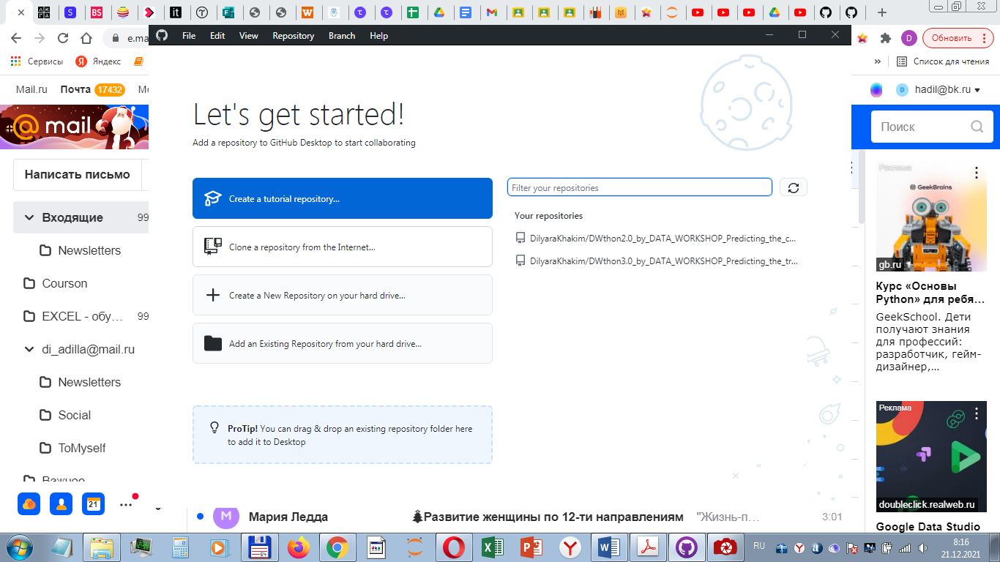 File Edit View Repository Branch Help
e.ma
D Обновить
Сервисы Яндекс
» Список для чтения
Mail.ru Почта 17432
hadil@bk.ru
@mail
Поиск
Написать письмо
Входящие 99
Newsletters
Courson
EXCEL - обу… 99
di_adilla@mail.ru
Newsletters
Social
ToMyself
Важное
21
Let's get started!
Add a repository to GitHub Desktop to start collaborating
Create a tutorial repository...
Clone a repository from the Internet...
Create a New Repository on your hard drive...
Add an Existing Repository from your hard drive...
ProTip! You can drag & drop an existing repository folder here
to add it to Desktop
Filter your repositories
Your repositories
DilyaraKhakim/DWthon2.0_by_DATA_WORKSHOP_Predicting_the_c...
DilyaraKhakim/DWthon3.0_by_DATA_WORKSHOP_Predicting_the_tr...
Реклама
GeekBrains
gb.ru
Курс «Основы
Python» для ребя…
GeekSchool. Дети
получают знания
для профессий:
разработчик, гейм-
дизайнер,…
Реклама
doubleclick.realweb.ru
Google Data Studio
М Мария Ледда 🌲Развитие женщины по 12-ти направлениям "Жизнь-п… 3:01
RU 8:16
21.12.2021